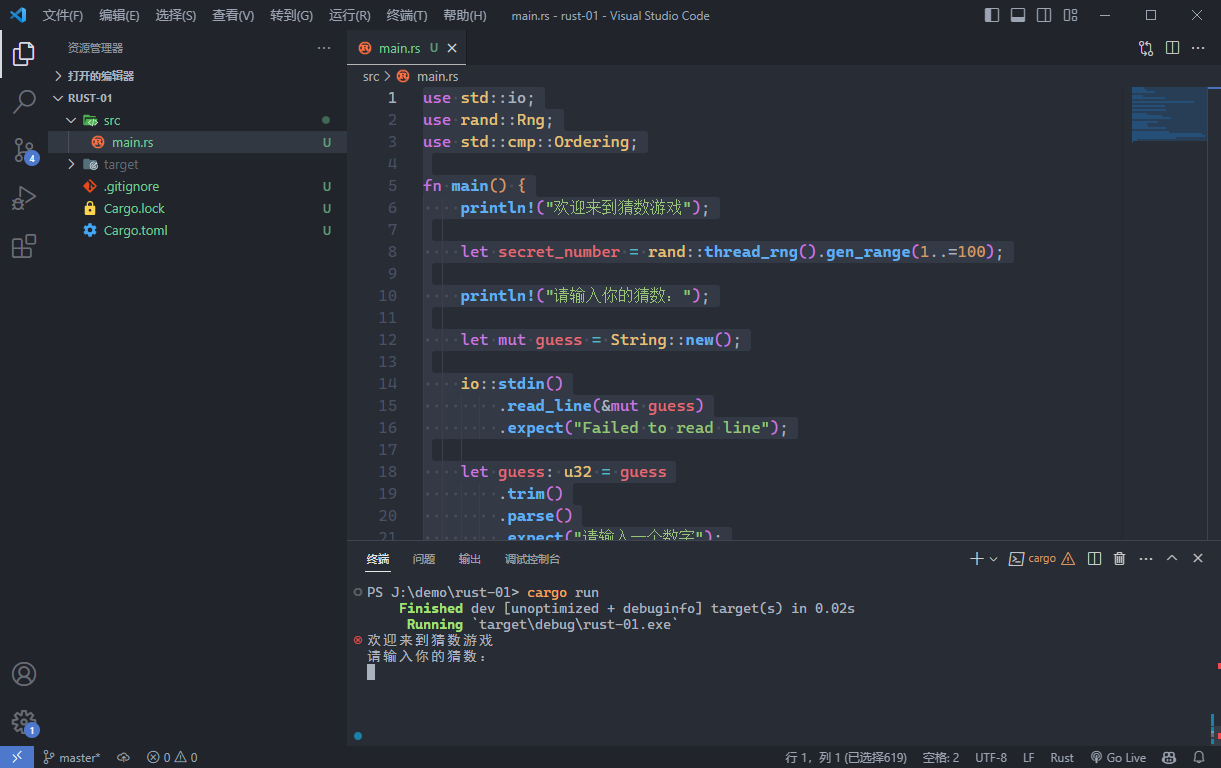 文件(F) 编辑(E) 选择(S) 查看(V) 转到(G) 运行(R) 终端(T) 帮助(H) main.rs - rust-01 - Visual Studio Code
资源管理器
打开的编辑器
RUST-01
src
main.rs U
target
.gitignore U
Cargo.lock U
Cargo.toml U
4
1
main.rs U
src > main.rs
1 use std::io;
2 use rand::Rng;
3 use std::cmp::Ordering;
4
5 fn main() {
6 println!("欢迎来到猜数游戏");
7
8 let secret_number = rand::thread_rng().gen_range(1..=100);
9
10 println!("请输入你的猜数：");
11
12 let mut guess = String::new();
13
14 io::stdin()
15 .read_line(&mut guess)
16 .expect("Failed to read line");
17
18 let guess: u32 = guess
19 .trim()
20 .parse()
21 .expect("请输入一个数字");
终端 问题 输出 调试控制台 cargo
PS J:\demo\rust-01> cargo run
Finished dev [unoptimized + debuginfo] target(s) in 0.02s
Running `target\debug\rust-01.exe`
欢迎来到猜数游戏
请输入你的猜数：
master* 0 0 行 1，列 1 (已选择619) 空格: 2 UTF-8 LF Rust Go Live